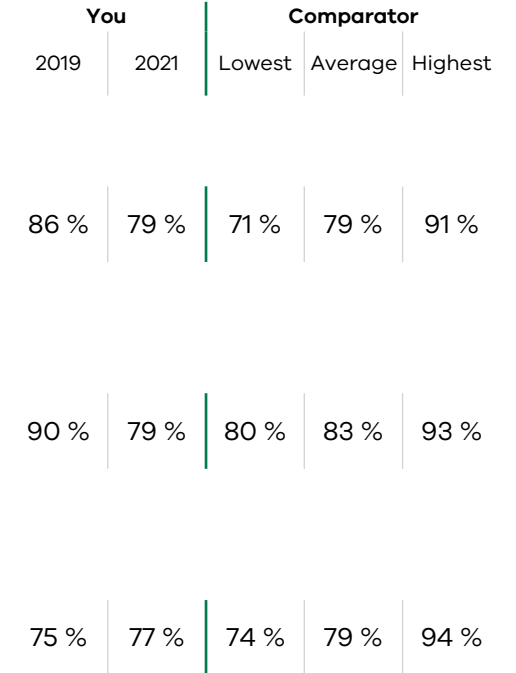 You Comparator
2019 2021 Lowest Average Highest
86 % 79 % 71 % 79 % 91 %
90 % 79 % 80 % 83 % 93 %
75 % 77 % 74 % 79 % 94 %